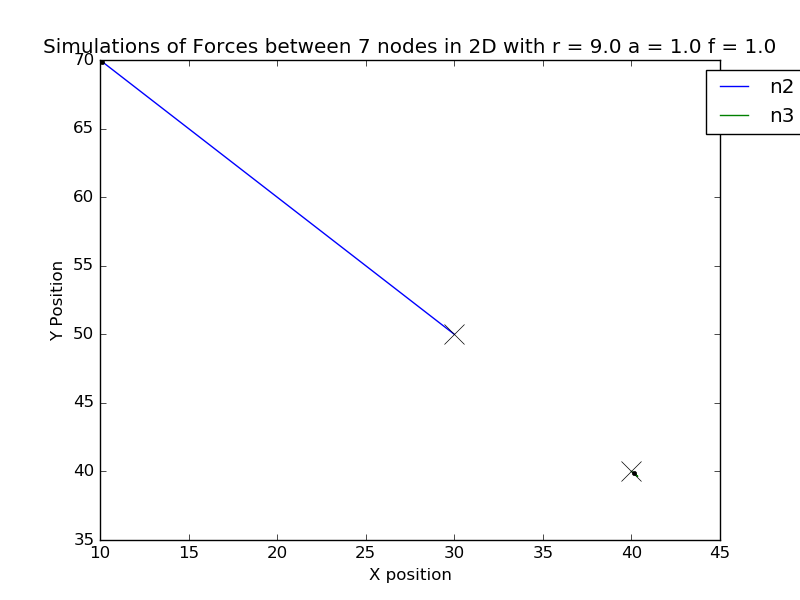 Simulations of Forces between 7 nodes in 2D with r = 9.0 a = 1.0 f = 1.0
n2
n3
70
65
60
55
50
45
40
35
Y Position
10 15 20 25 30 35 40 45
X position